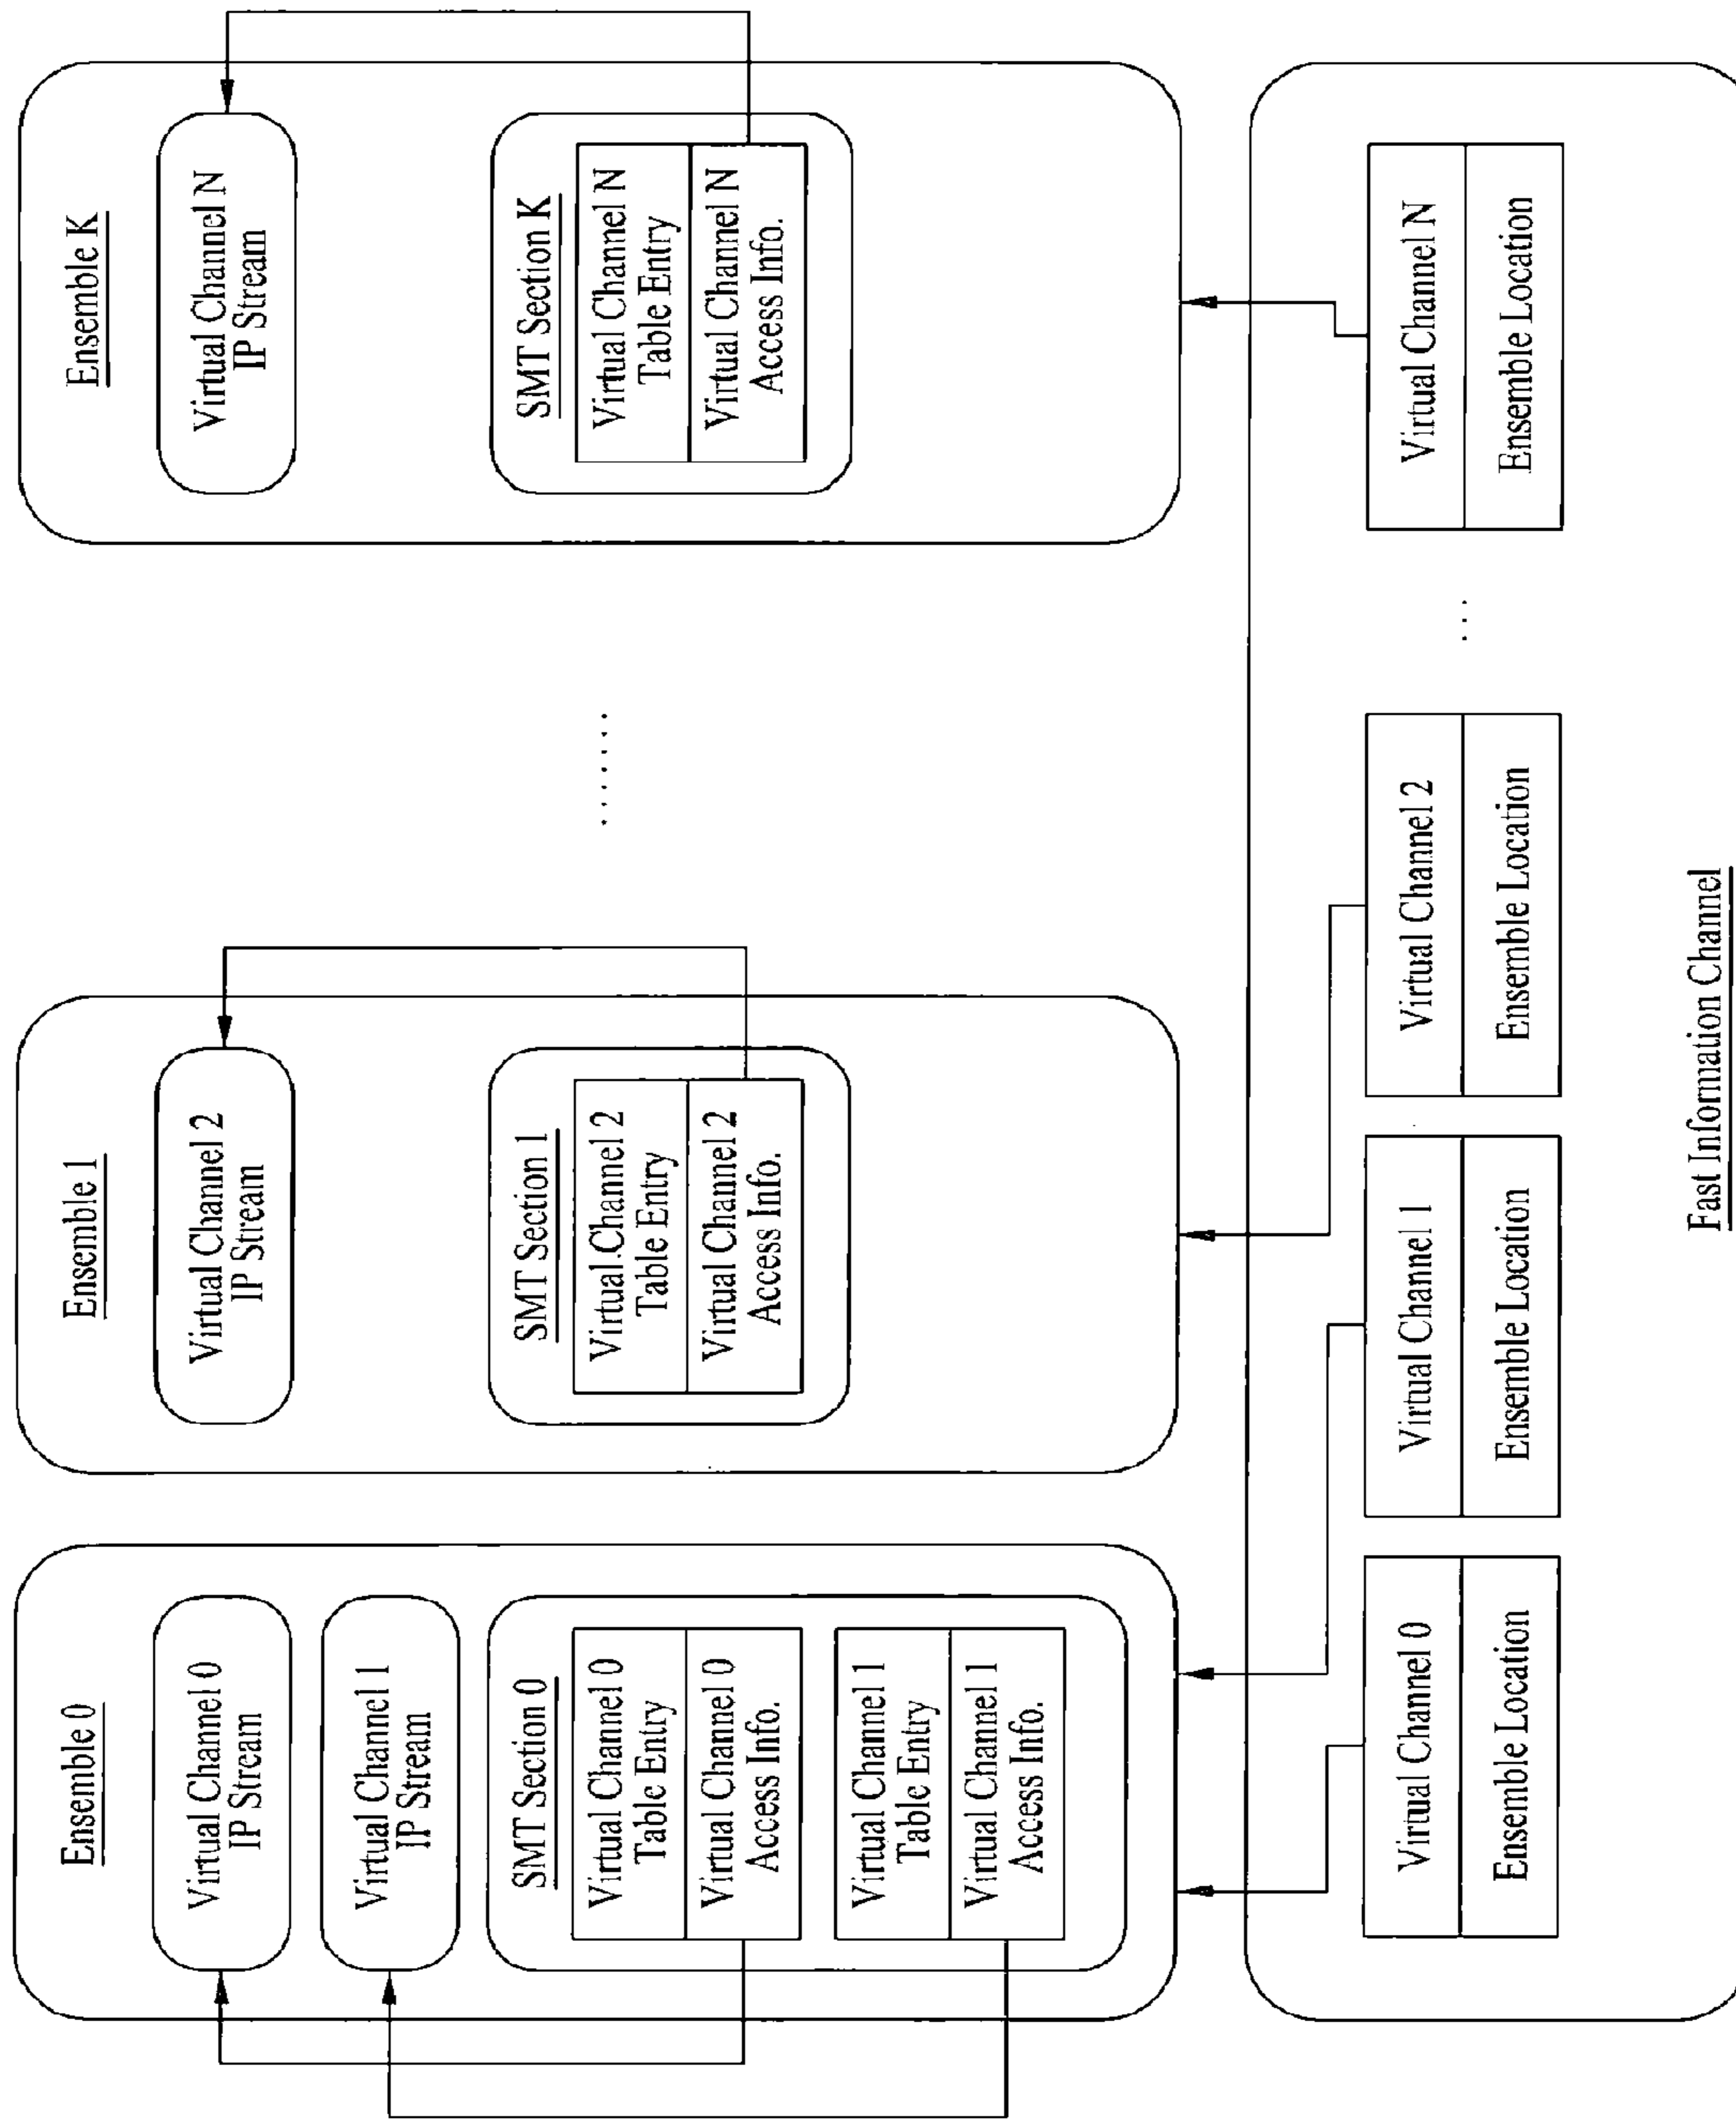 Ensemble 0
Virtual Channel 0
IP Stream
Virtual Channel 1
IP Stream
SMT Section 0
Virtual Channel 0
Table Entry
Virtual Channel 0
Access Info.
Virtual Channel 1
Table Entry
Virtual Channel 1
Access Info.
Ensemble 1
Virtual Channel 2
IP Stream
SMT Section 1
Virtual Channel 2
Table Entry
Virtual Channel 2
Access Info.
.......
Ensemble K
Virtual Channel N
IP Stream
SMT Section K
Virtual Channel N
Table Entry
Virtual Channel N
Access Info.
Virtual Channel 0
Ensemble Location
Virtual Channel 1
Ensemble Location
Virtual Channel 2
Ensemble Location
...
Virtual Channel N
Ensemble Location
Fast Information Channel